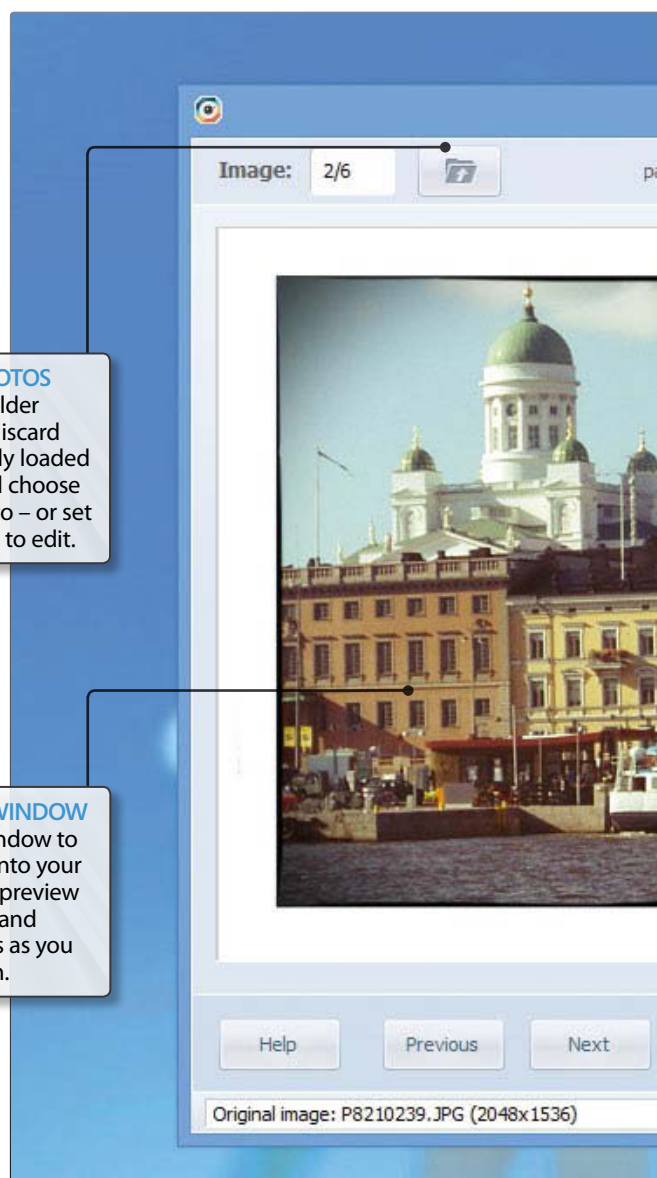 Image: 2/6
OTOS
lder
iscard
ly loaded
choose
o – or set
to edit.
WINDOW
ndow to
nto your
preview
and
s as you
Help Previous Next
Original image: P8210239.JPG (2048x1536)